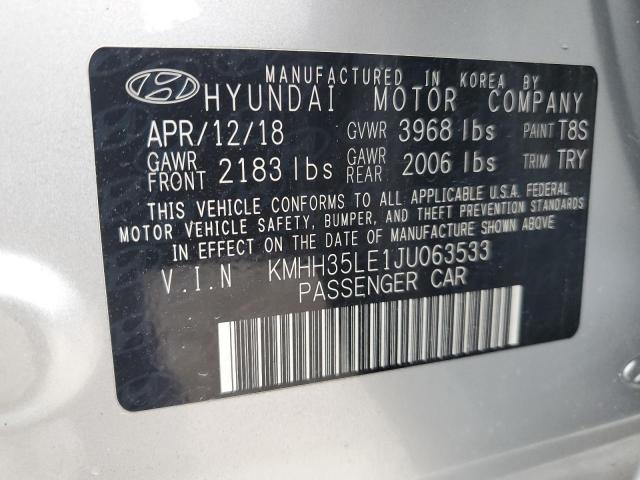 MANUFACTURED IN KOREA BY
HYUNDAI MOTOR COMPANY
APR/12/18 GVWR 3968 lbs PAINT T8S
GAWR FRONT 2183 lbs GAWR REAR 2006 lbs TRIM TRY
THIS VEHICLE CONFORMS TO ALL APPLICABLE U.S.A. FEDERAL
MOTOR VEHICLE SAFETY, BUMPER, AND THEFT PREVENTION STANDARDS
IN EFFECT ON THE DATE OF MANUFACTURE SHOWN ABOVE.
V.I.N KMHH35LE1JU063533
PASSENGER CAR